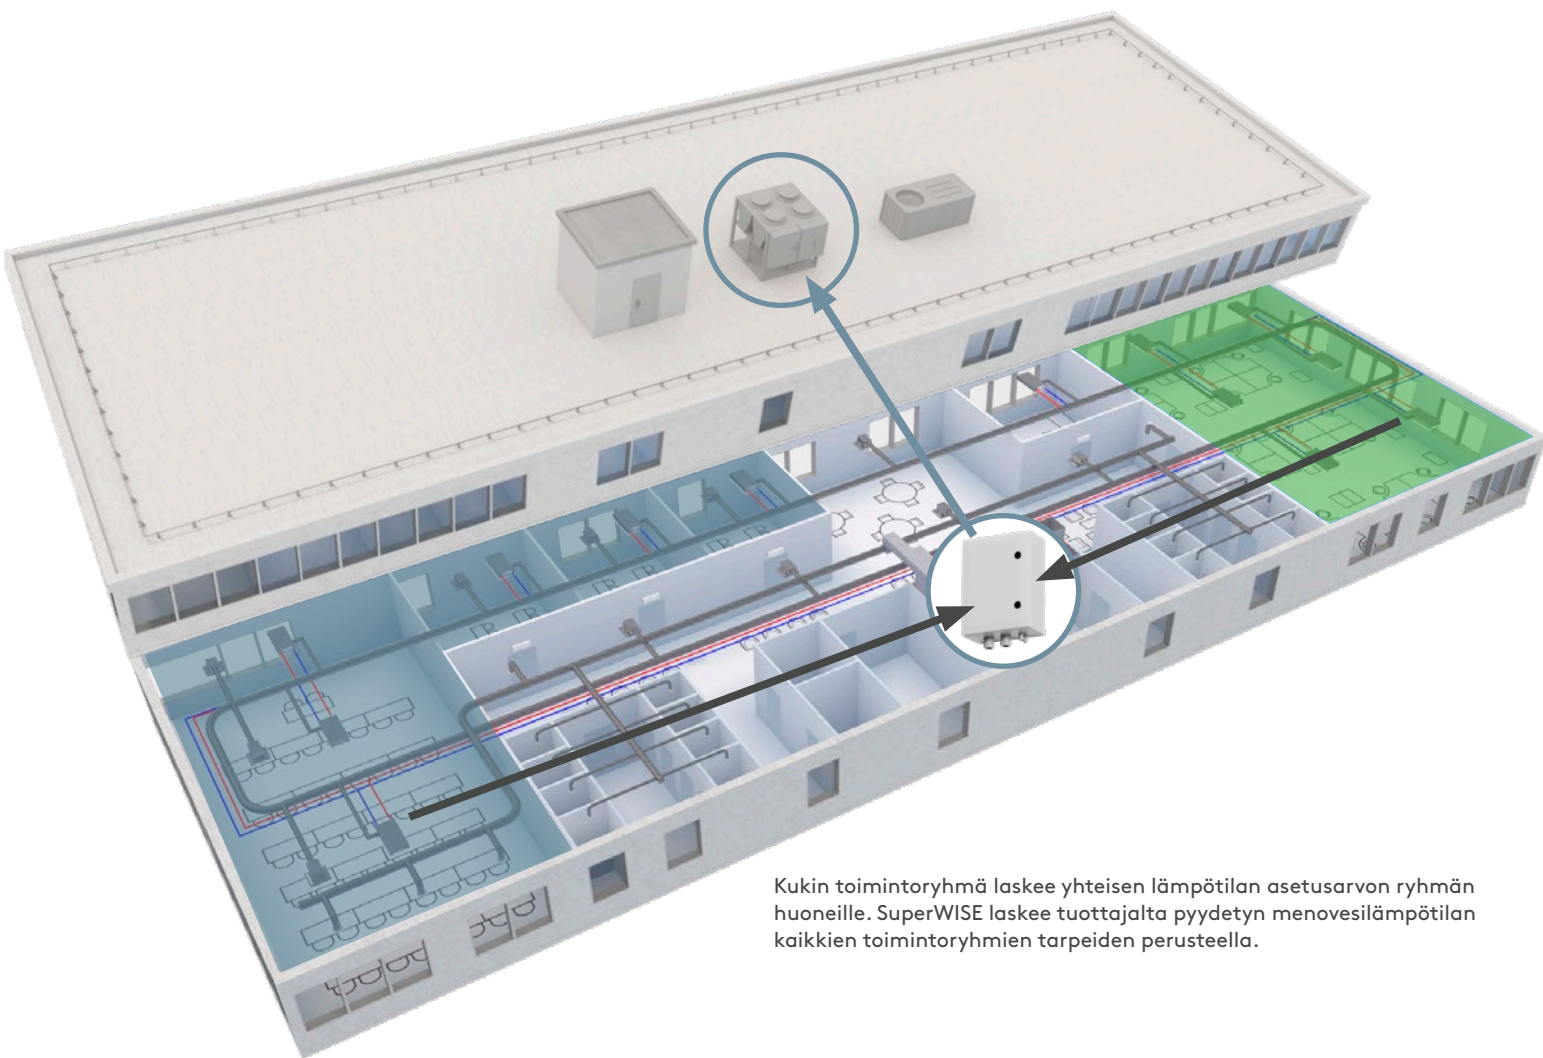 Kukin toimintoryhmä laskee yhteisen lämpötilan asetusarvon ryhmän
huoneille. SuperWISE laskee tuottajalta pyydetyn menovesilämpötilan
kaikkien toimintoryhmien tarpeiden perusteella.